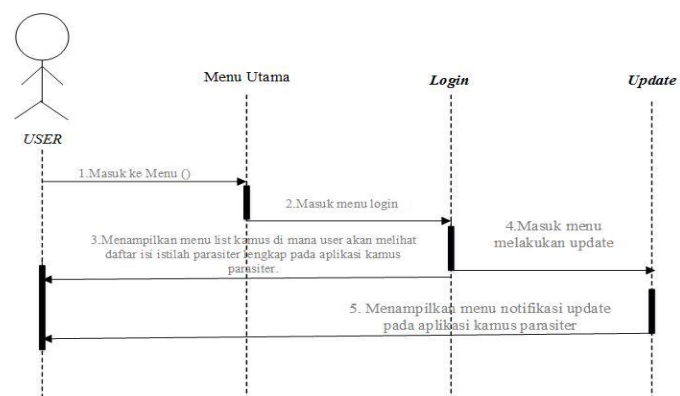 Menu Utama
Login
Update
USER
1.Masuk ke Menu ()
2.Masuk menu login
3.Menampilkan menu list kamus di mana user akan melihat
daftar isi istilah parasiter lengkap pada aplikasi kamus
parasiter.
4.Masuk menu
melakukan update
5. Menampilkan menu notifikasi update
pada aplikasi kamus parasiter